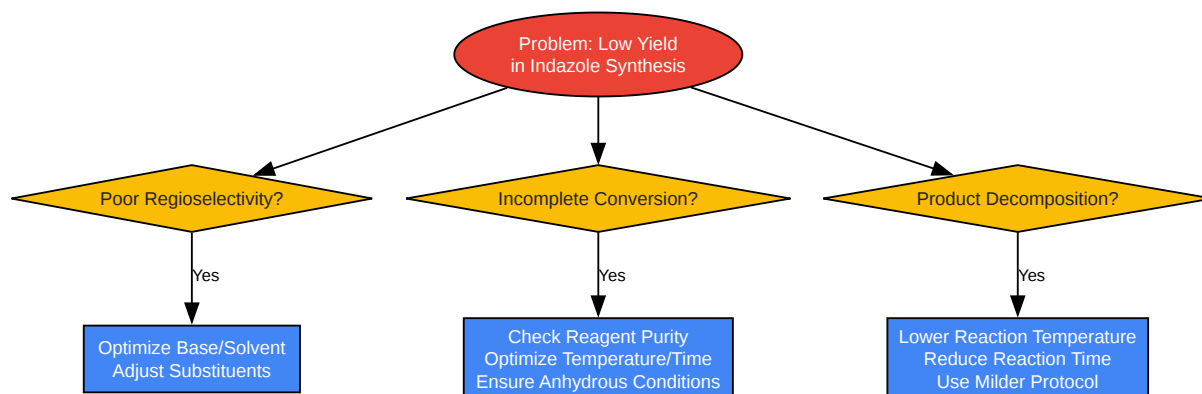 Problem: Low Yield
in Indazole Synthesis
Poor Regioselectivity?
Incomplete Conversion?
Product Decomposition?
Yes
Yes
Yes
Optimize Base/Solvent
Adjust Substituents
Check Reagent Purity
Optimize Temperature/Time
Ensure Anhydrous Conditions
Lower Reaction Temperature
Reduce Reaction Time
Use Milder Protocol